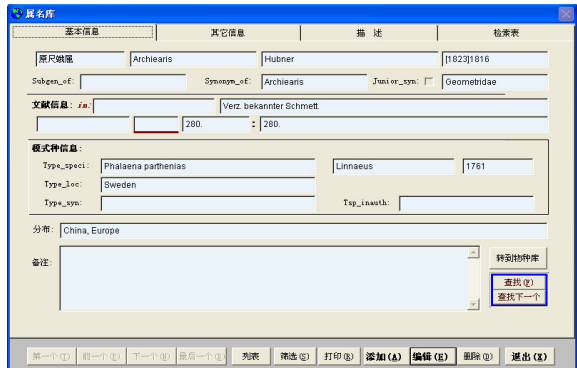 属名库
基本信息 其它信息 描 述 检索表
原尺蛾属 Archiearis Hubner [1823]1816
Subgen_of: Synonym_of: Archiearis Junior_syn: Geometridae
文献信息: in: Verz. bekannter Schmett.
280. : 280.
模式种信息:
Type_speci: Phalaena parthenias Linnaeus 1761
Type_loc: Sweden
Type_syn: Tsp_inauth:
分布: China, Europe
备注:
转到物种库
查找(F)
查找下一个
第一个(T) 前一个(P) 下一个(N) 最后一个(B) 列表 筛选(S) 打印(R) 添加(A) 编辑(E) 删除(D) 退出(X)